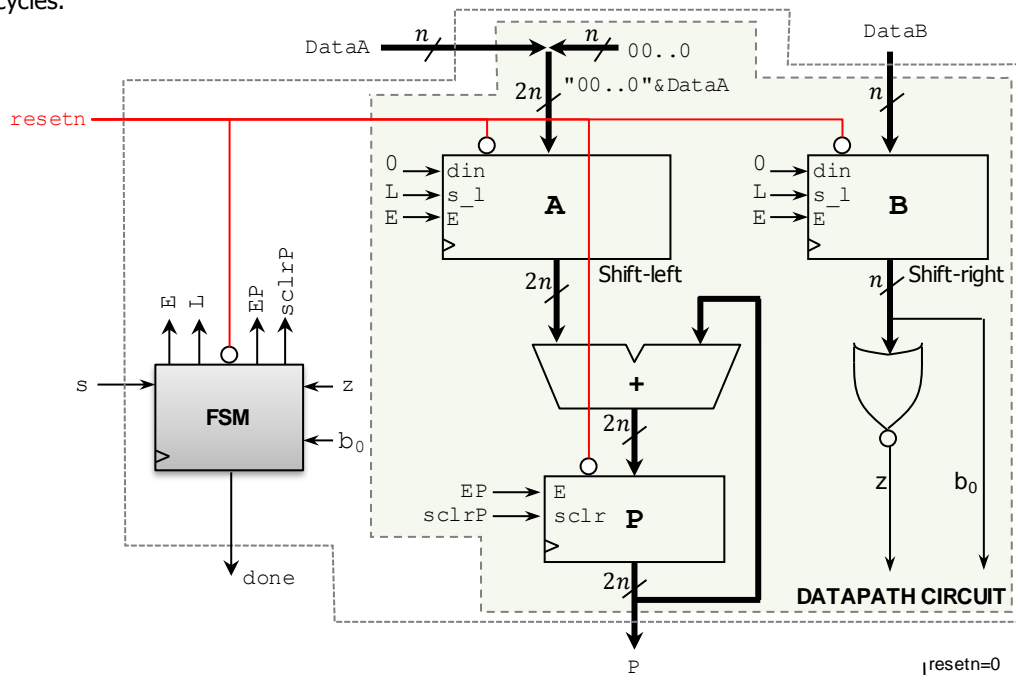 cycles.
DataA n n 00..0 DataB
2n "00..0"&DataA n
resetn
0 din 0 din
L s_l A L s_l B
E E E E
2n Shift-left n Shift-right
E L EP sclrP
s FSM z
b0
+
2n
z b0
EP E
sclrP sclr P
2n
done
DATAPATH CIRCUIT
P
resetn=0